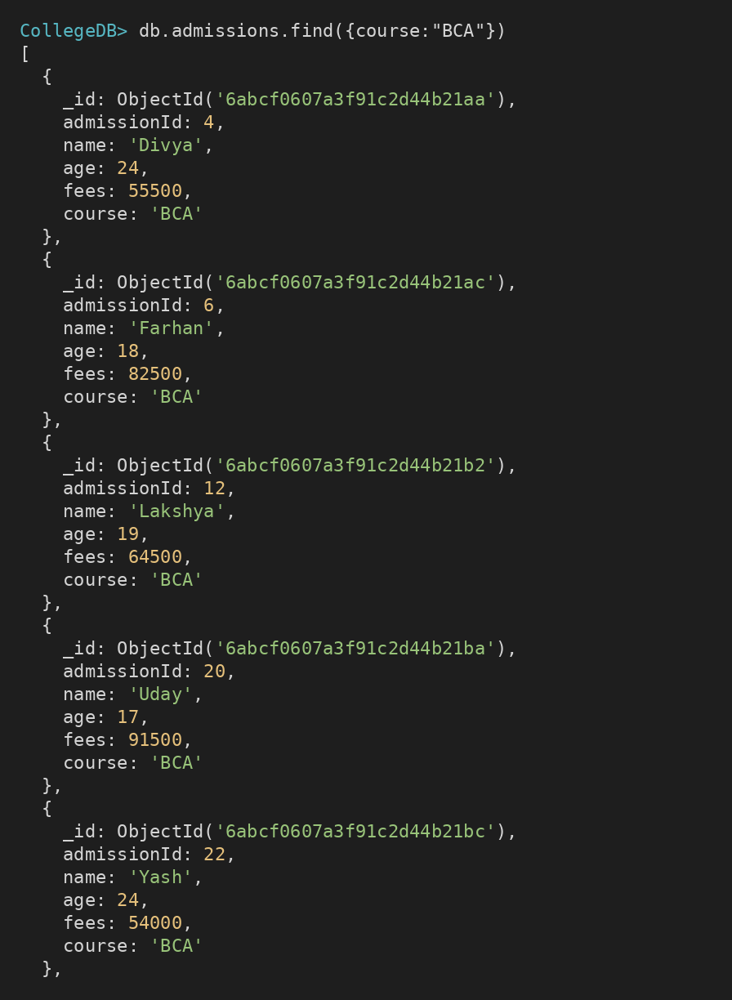 CollegeDB> db.admissions.find({course:"BCA"})
[
  {
    _id: ObjectId('6abcf0607a3f91c2d44b21aa'),
    admissionId: 4,
    name: 'Divya',
    age: 24,
    fees: 55500,
    course: 'BCA'
  },
  {
    _id: ObjectId('6abcf0607a3f91c2d44b21ac'),
    admissionId: 6,
    name: 'Farhan',
    age: 18,
    fees: 82500,
    course: 'BCA'
  },
  {
    _id: ObjectId('6abcf0607a3f91c2d44b21b2'),
    admissionId: 12,
    name: 'Lakshya',
    age: 19,
    fees: 64500,
    course: 'BCA'
  },
  {
    _id: ObjectId('6abcf0607a3f91c2d44b21ba'),
    admissionId: 20,
    name: 'Uday',
    age: 17,
    fees: 91500,
    course: 'BCA'
  },
  {
    _id: ObjectId('6abcf0607a3f91c2d44b21bc'),
    admissionId: 22,
    name: 'Yash',
    age: 24,
    fees: 54000,
    course: 'BCA'
  },